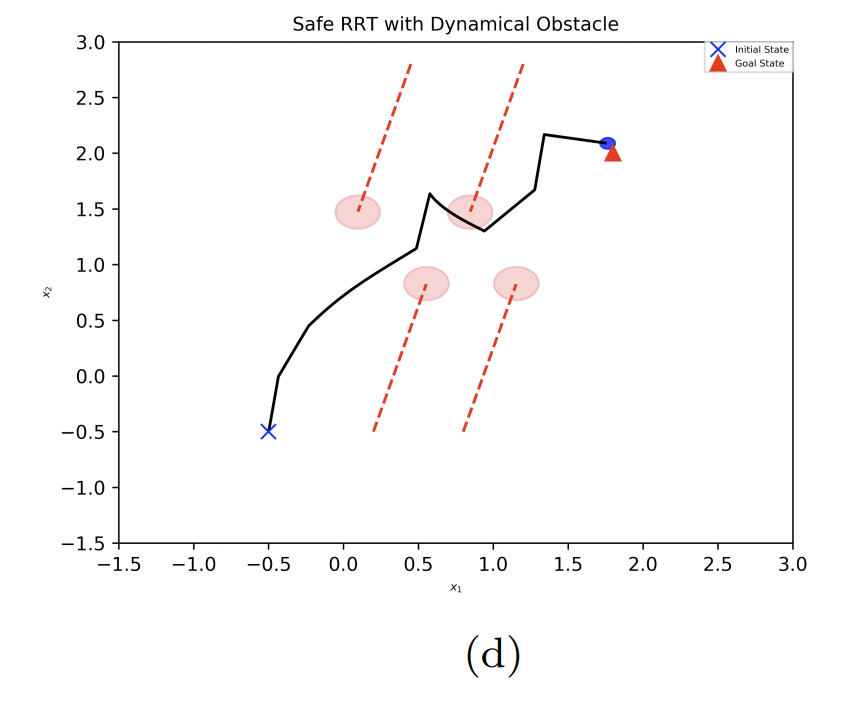 Safe RRT with Dynamical Obstacle
Initial State
Goal State
3.0
2.5
2.0
1.5
1.0
0.5
0.0
−0.5
−1.0
−1.5
x₂
−1.5 −1.0 −0.5 0.0 0.5 1.0 1.5 2.0 2.5 3.0
x₁
(d)